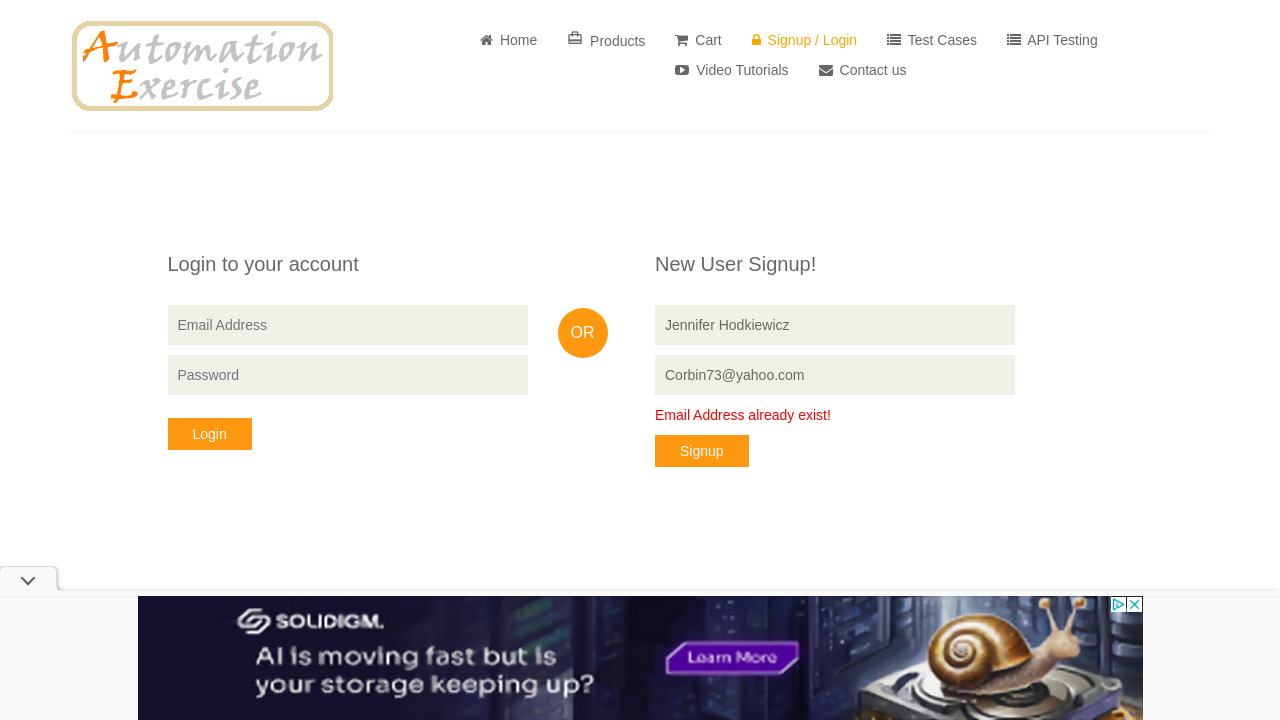 Automation
Exercise
Home
Products
Cart
Signup / Login
Test Cases
API Testing
Video Tutorials
Contact us
Login to your account
Email Address
Password
Login
OR
New User Signup!
Jennifer Hodkiewicz
Corbin73@yahoo.com
Email Address already exist!
Signup
SOLIDIGM.
AI is moving fast but is
your storage keeping up?
Learn More